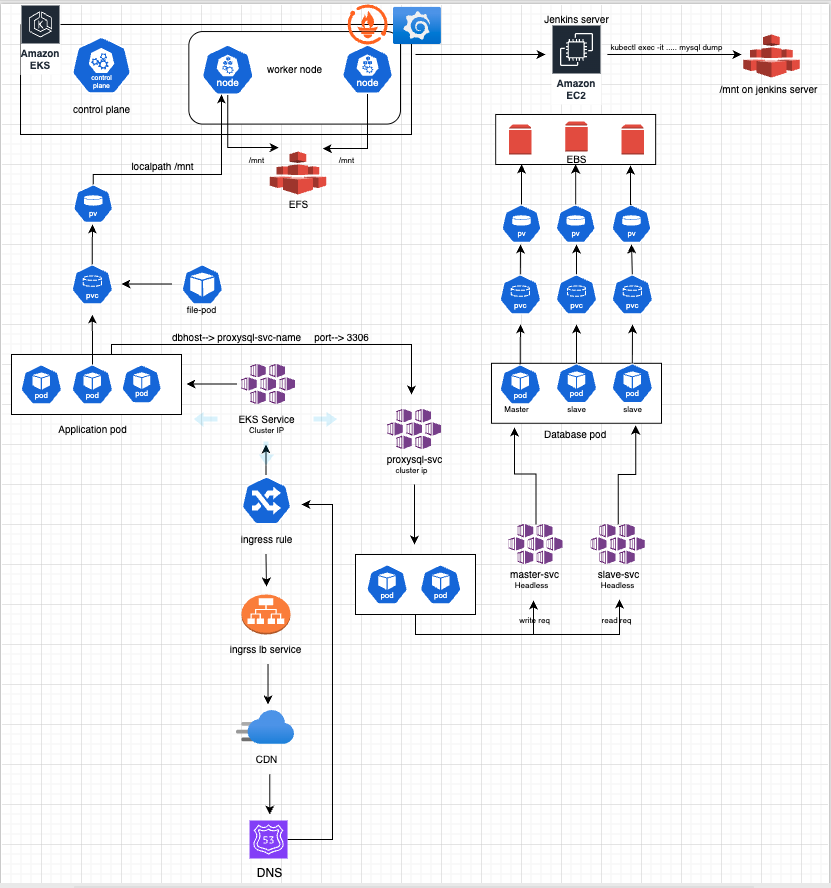 Amazon
EKS
control
plane
control plane
node
worker node
node
Jenkins server
Amazon
EC2
kubectl exec -it ..... mysql dump
/mnt on jenkins server
/mnt
/mnt
EFS
localpath /mnt
EBS
pv
pv
pv
pv
pvc
file-pod
pvc
pvc
pvc
dbhost--> proxysql-svc-name port--> 3306
pod
pod
pod
Application pod
EKS Service
Cluster IP
pod
pod
pod
Master
slave
slave
Database pod
proxysql-svc
cluster ip
ingress rule
master-svc
Headless
slave-svc
Headless
pod
pod
write req
read req
ingrss lb service
CDN
53
DNS